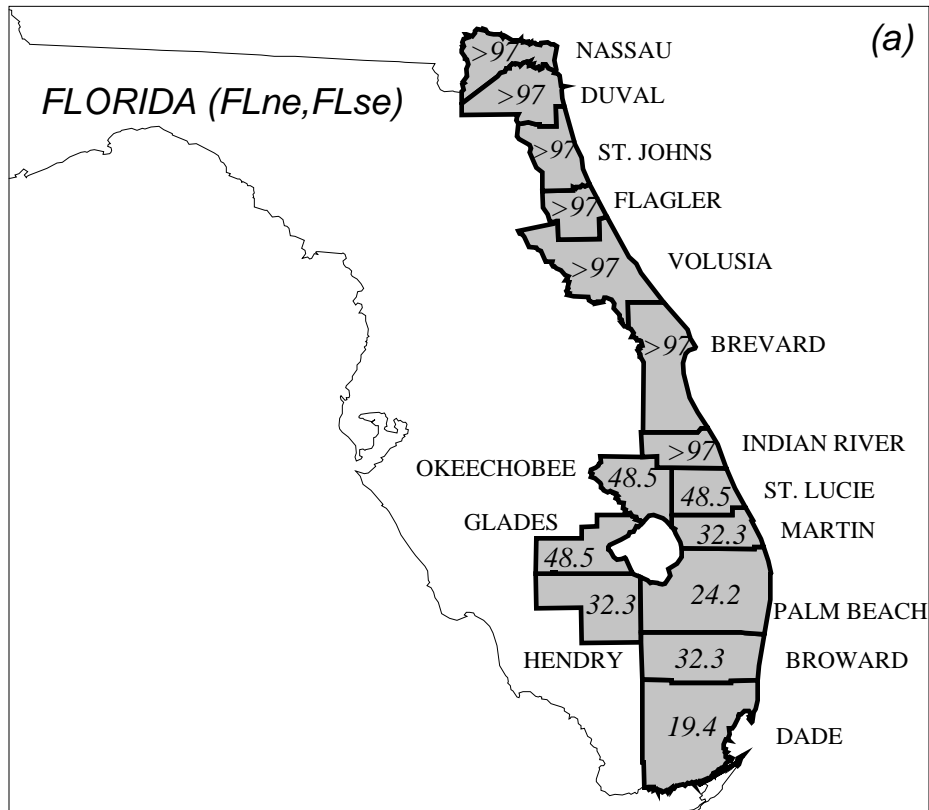 (a)
>97 NASSAU
FLORIDA (FLne,FLse)
>97 DUVAL
>97 ST. JOHNS
>97 FLAGLER
>97 VOLUSIA
>97 BREVARD
>97 INDIAN RIVER
OKEECHOBEE 48.5
48.5 ST. LUCIE
GLADES 48.5
32.3 MARTIN
HENDRY 32.3
24.2 PALM BEACH
32.3 BROWARD
19.4 DADE